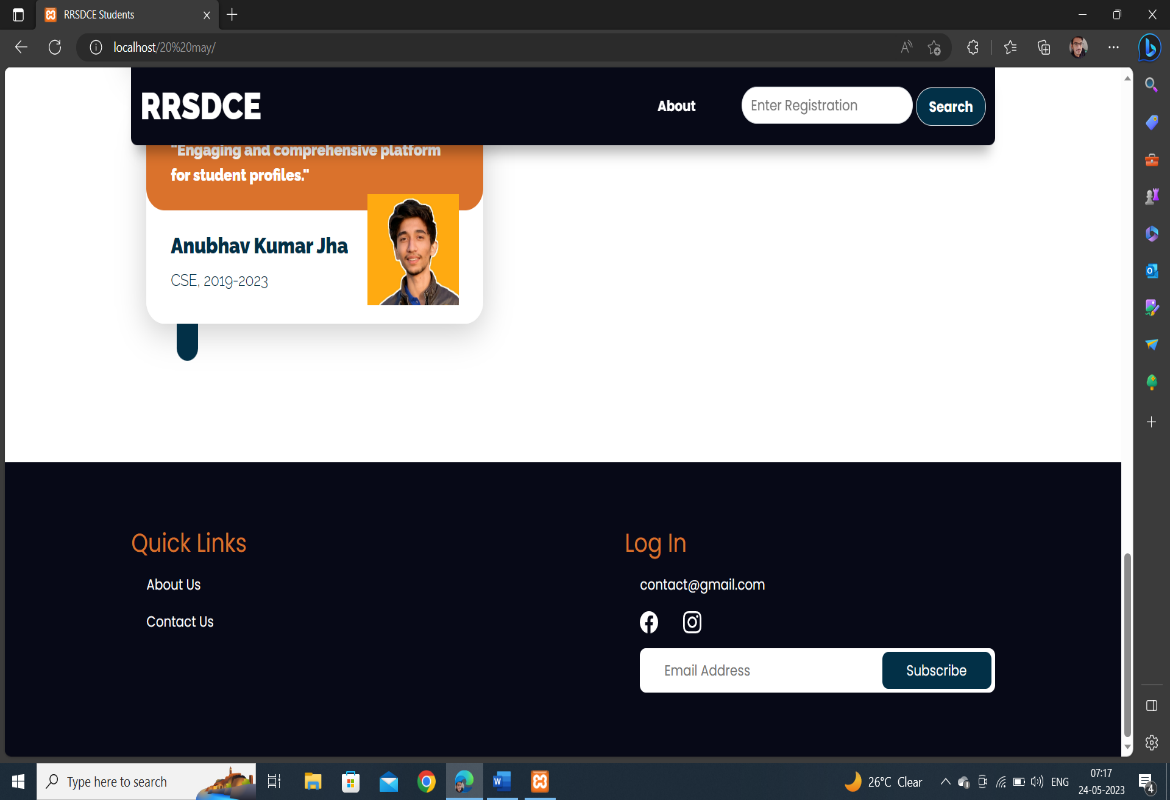 RRSDCE Students
localhost/20%20may/
RRSDCE
About
Enter Registration
Search
"Engaging and comprehensive platform
for student profiles."
Anubhav Kumar Jha
CSE, 2019-2023
Quick Links
About Us
Contact Us
Log In
contact@gmail.com
Email Address
Subscribe
Type here to search
26°C Clear
ENG
07:17
24-05-2023
4